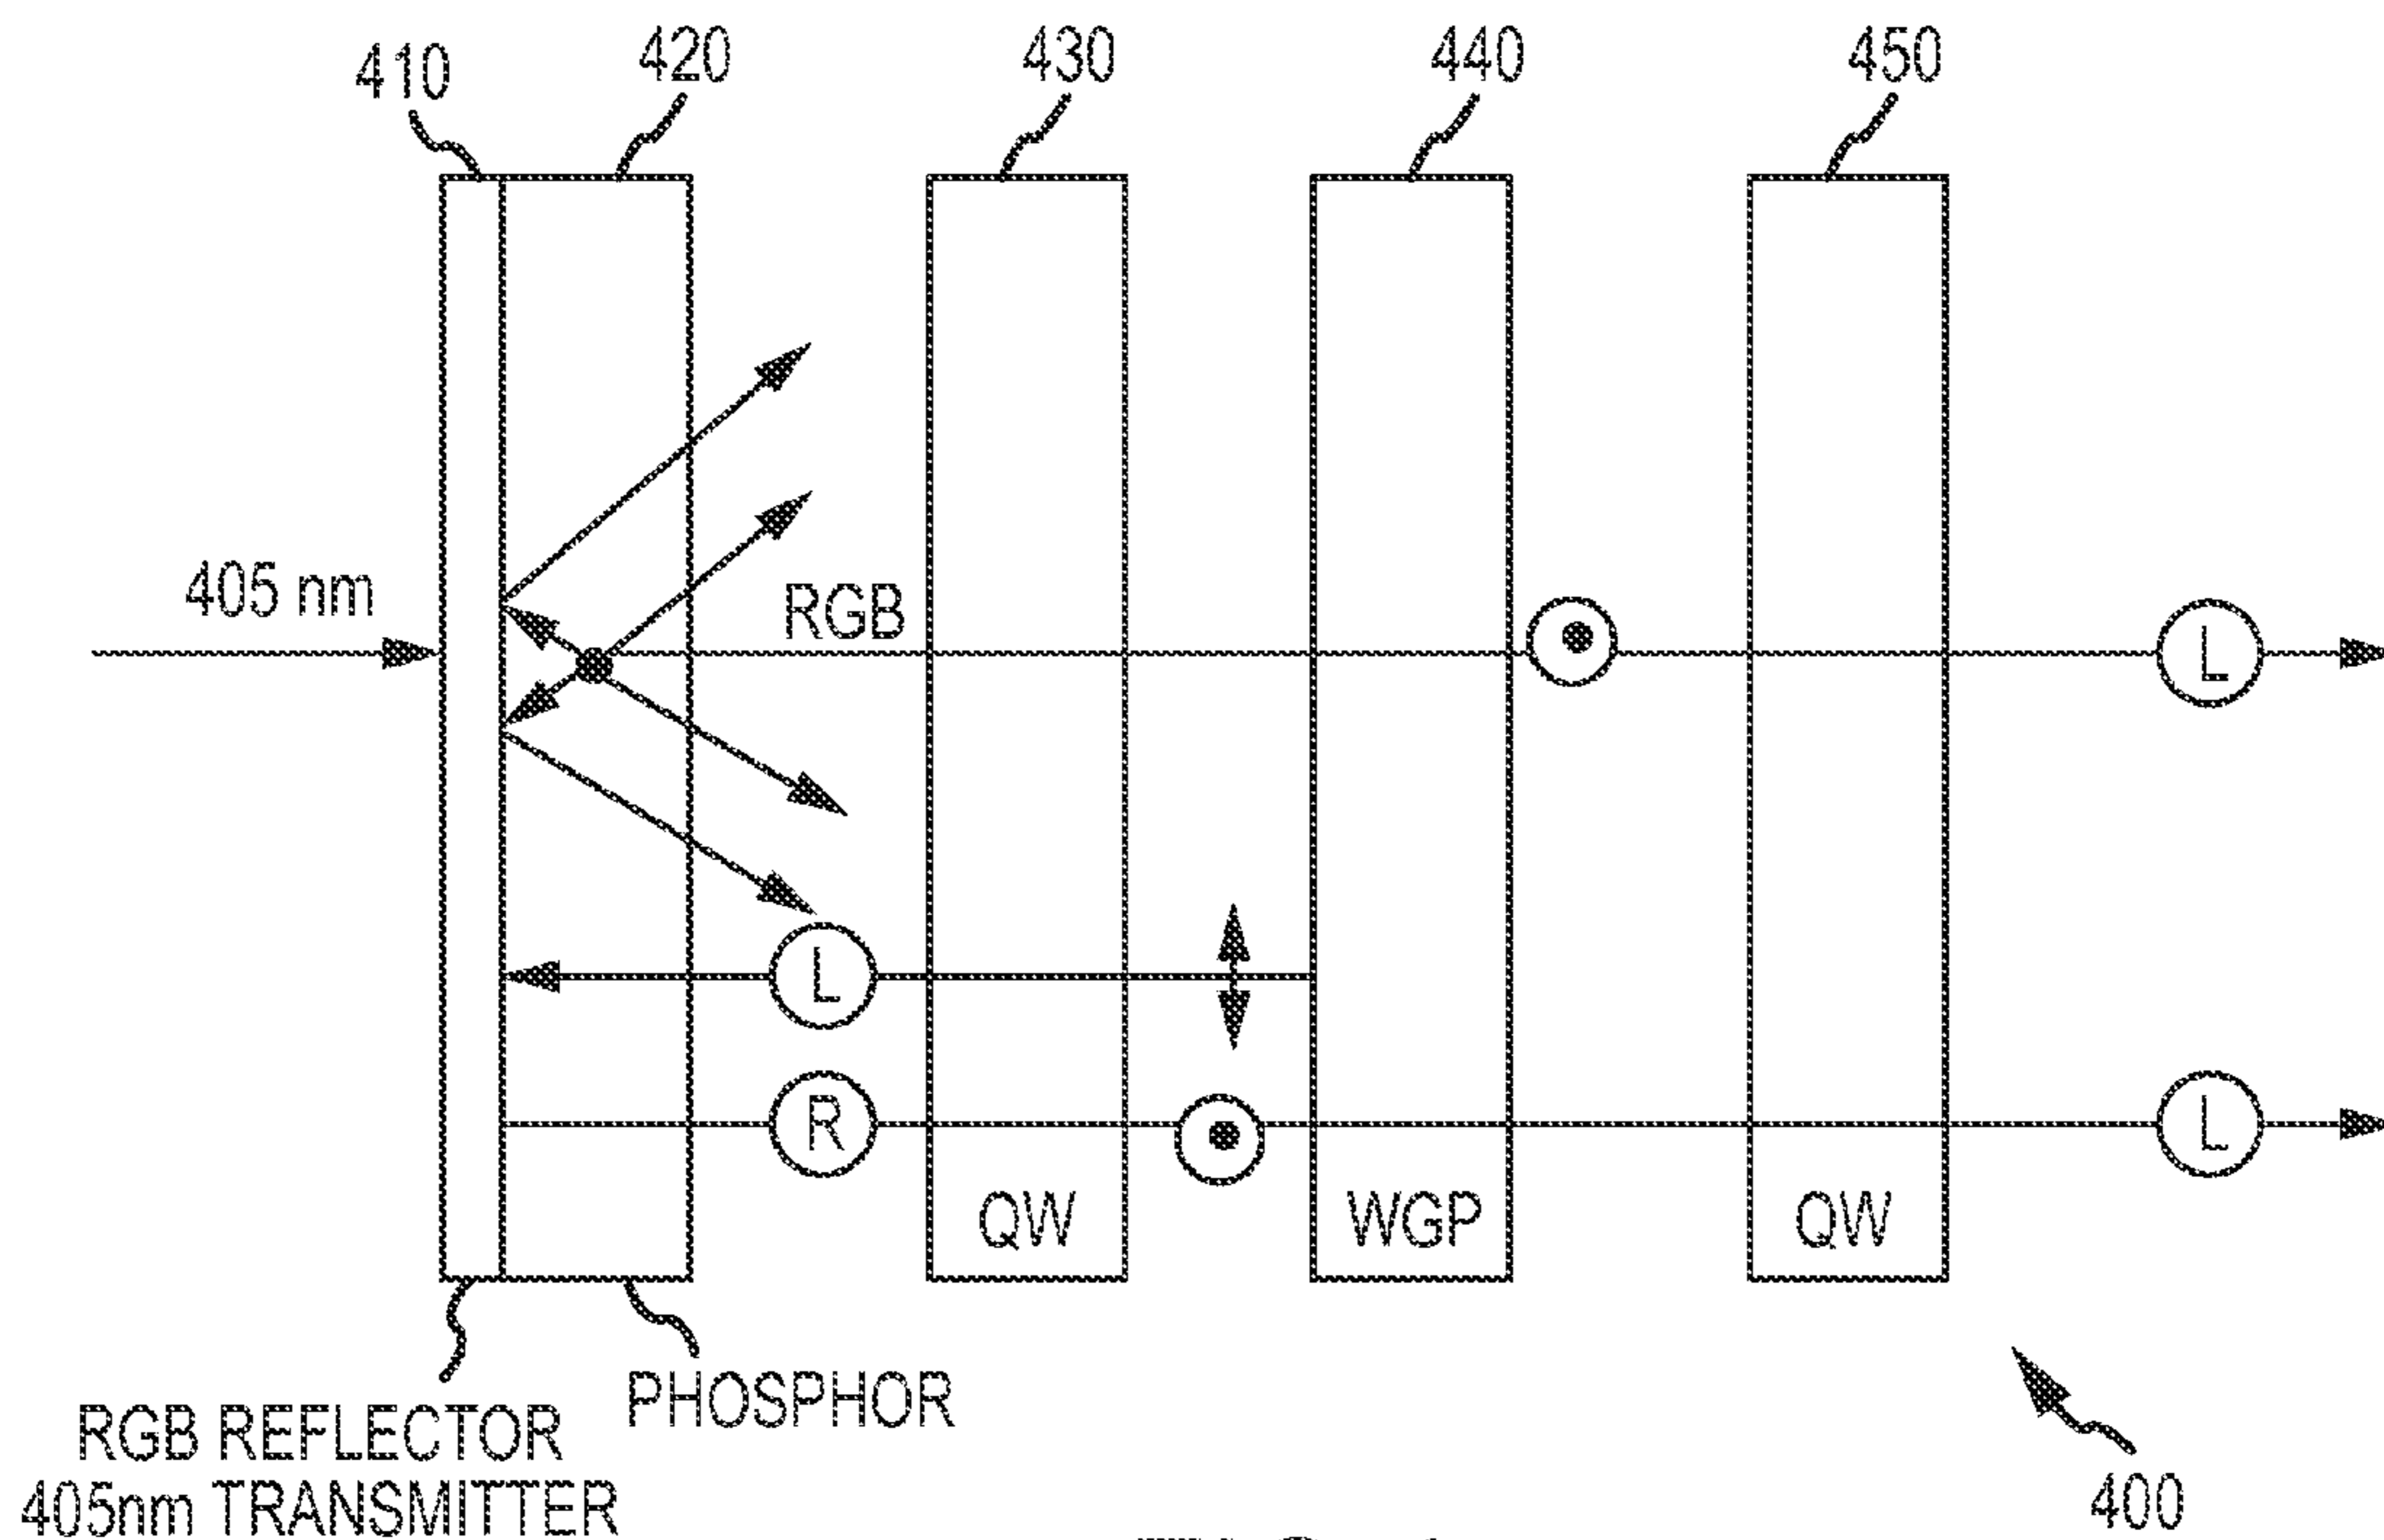 410
420
430
440
450
405 nm
RGB
L
L
R
L
QW
WGP
QW
PHOSPHOR
RGB REFLECTOR
405nm TRANSMITTER
400